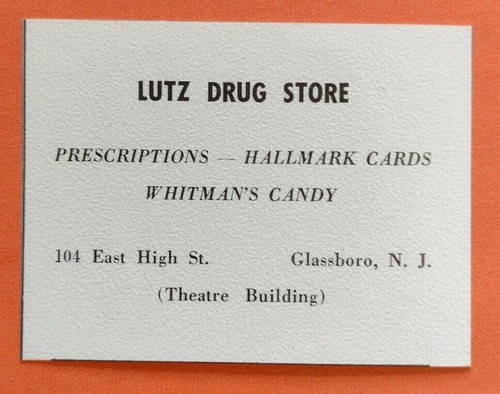 LUTZ DRUG STORE
PRESCRIPTIONS — HALLMARK CARDS
WHITMAN'S CANDY
104 East High St. Glassboro, N. J.
(Theatre Building)